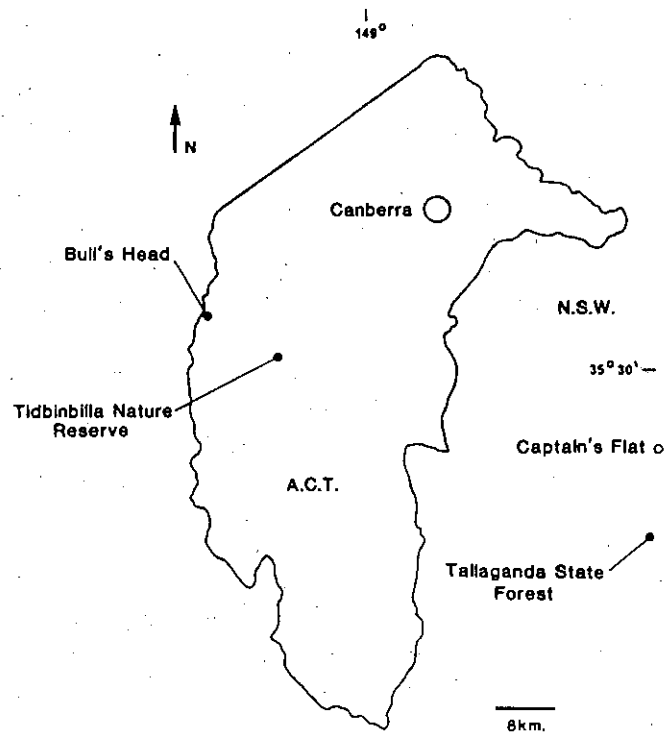 149°
N
Canberra
Bull's Head
N.S.W.
35° 30'
Tidbinbilla Nature
Reserve
Captain's Flat
A.C.T.
Tallaganda State
Forest
8km.